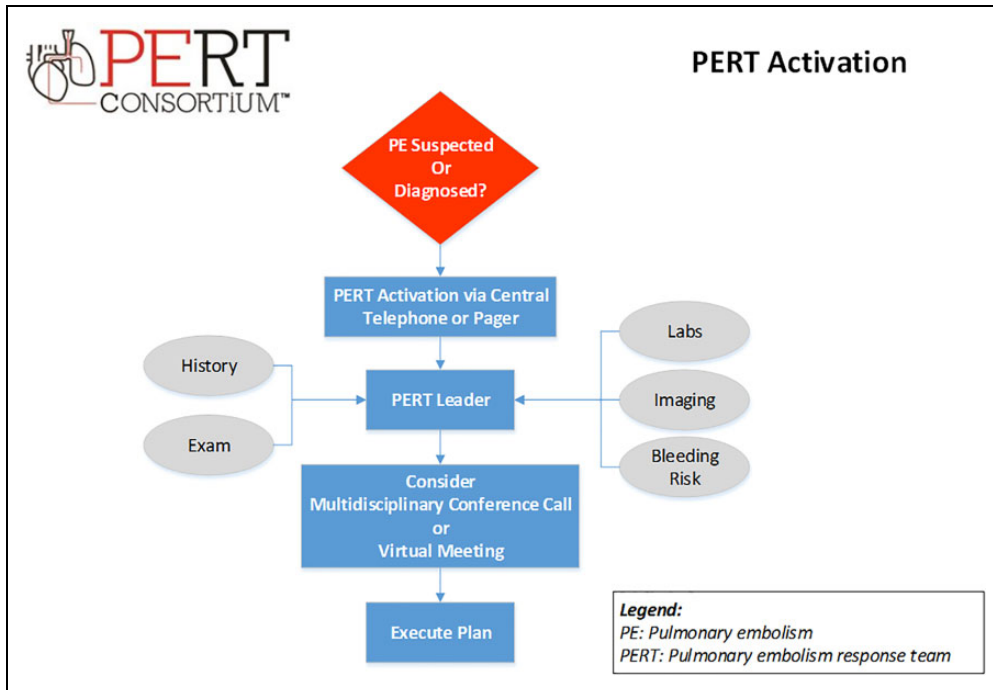 PERT
CONSORTiUM™
PERT Activation
PE Suspected
Or
Diagnosed?
PERT Activation via Central
Telephone or Pager
History
Exam
PERT Leader
Labs
Imaging
Bleeding
Risk
Consider
Multidisciplinary Conference Call
or
Virtual Meeting
Execute Plan
Legend:
PE: Pulmonary embolism
PERT: Pulmonary embolism response team